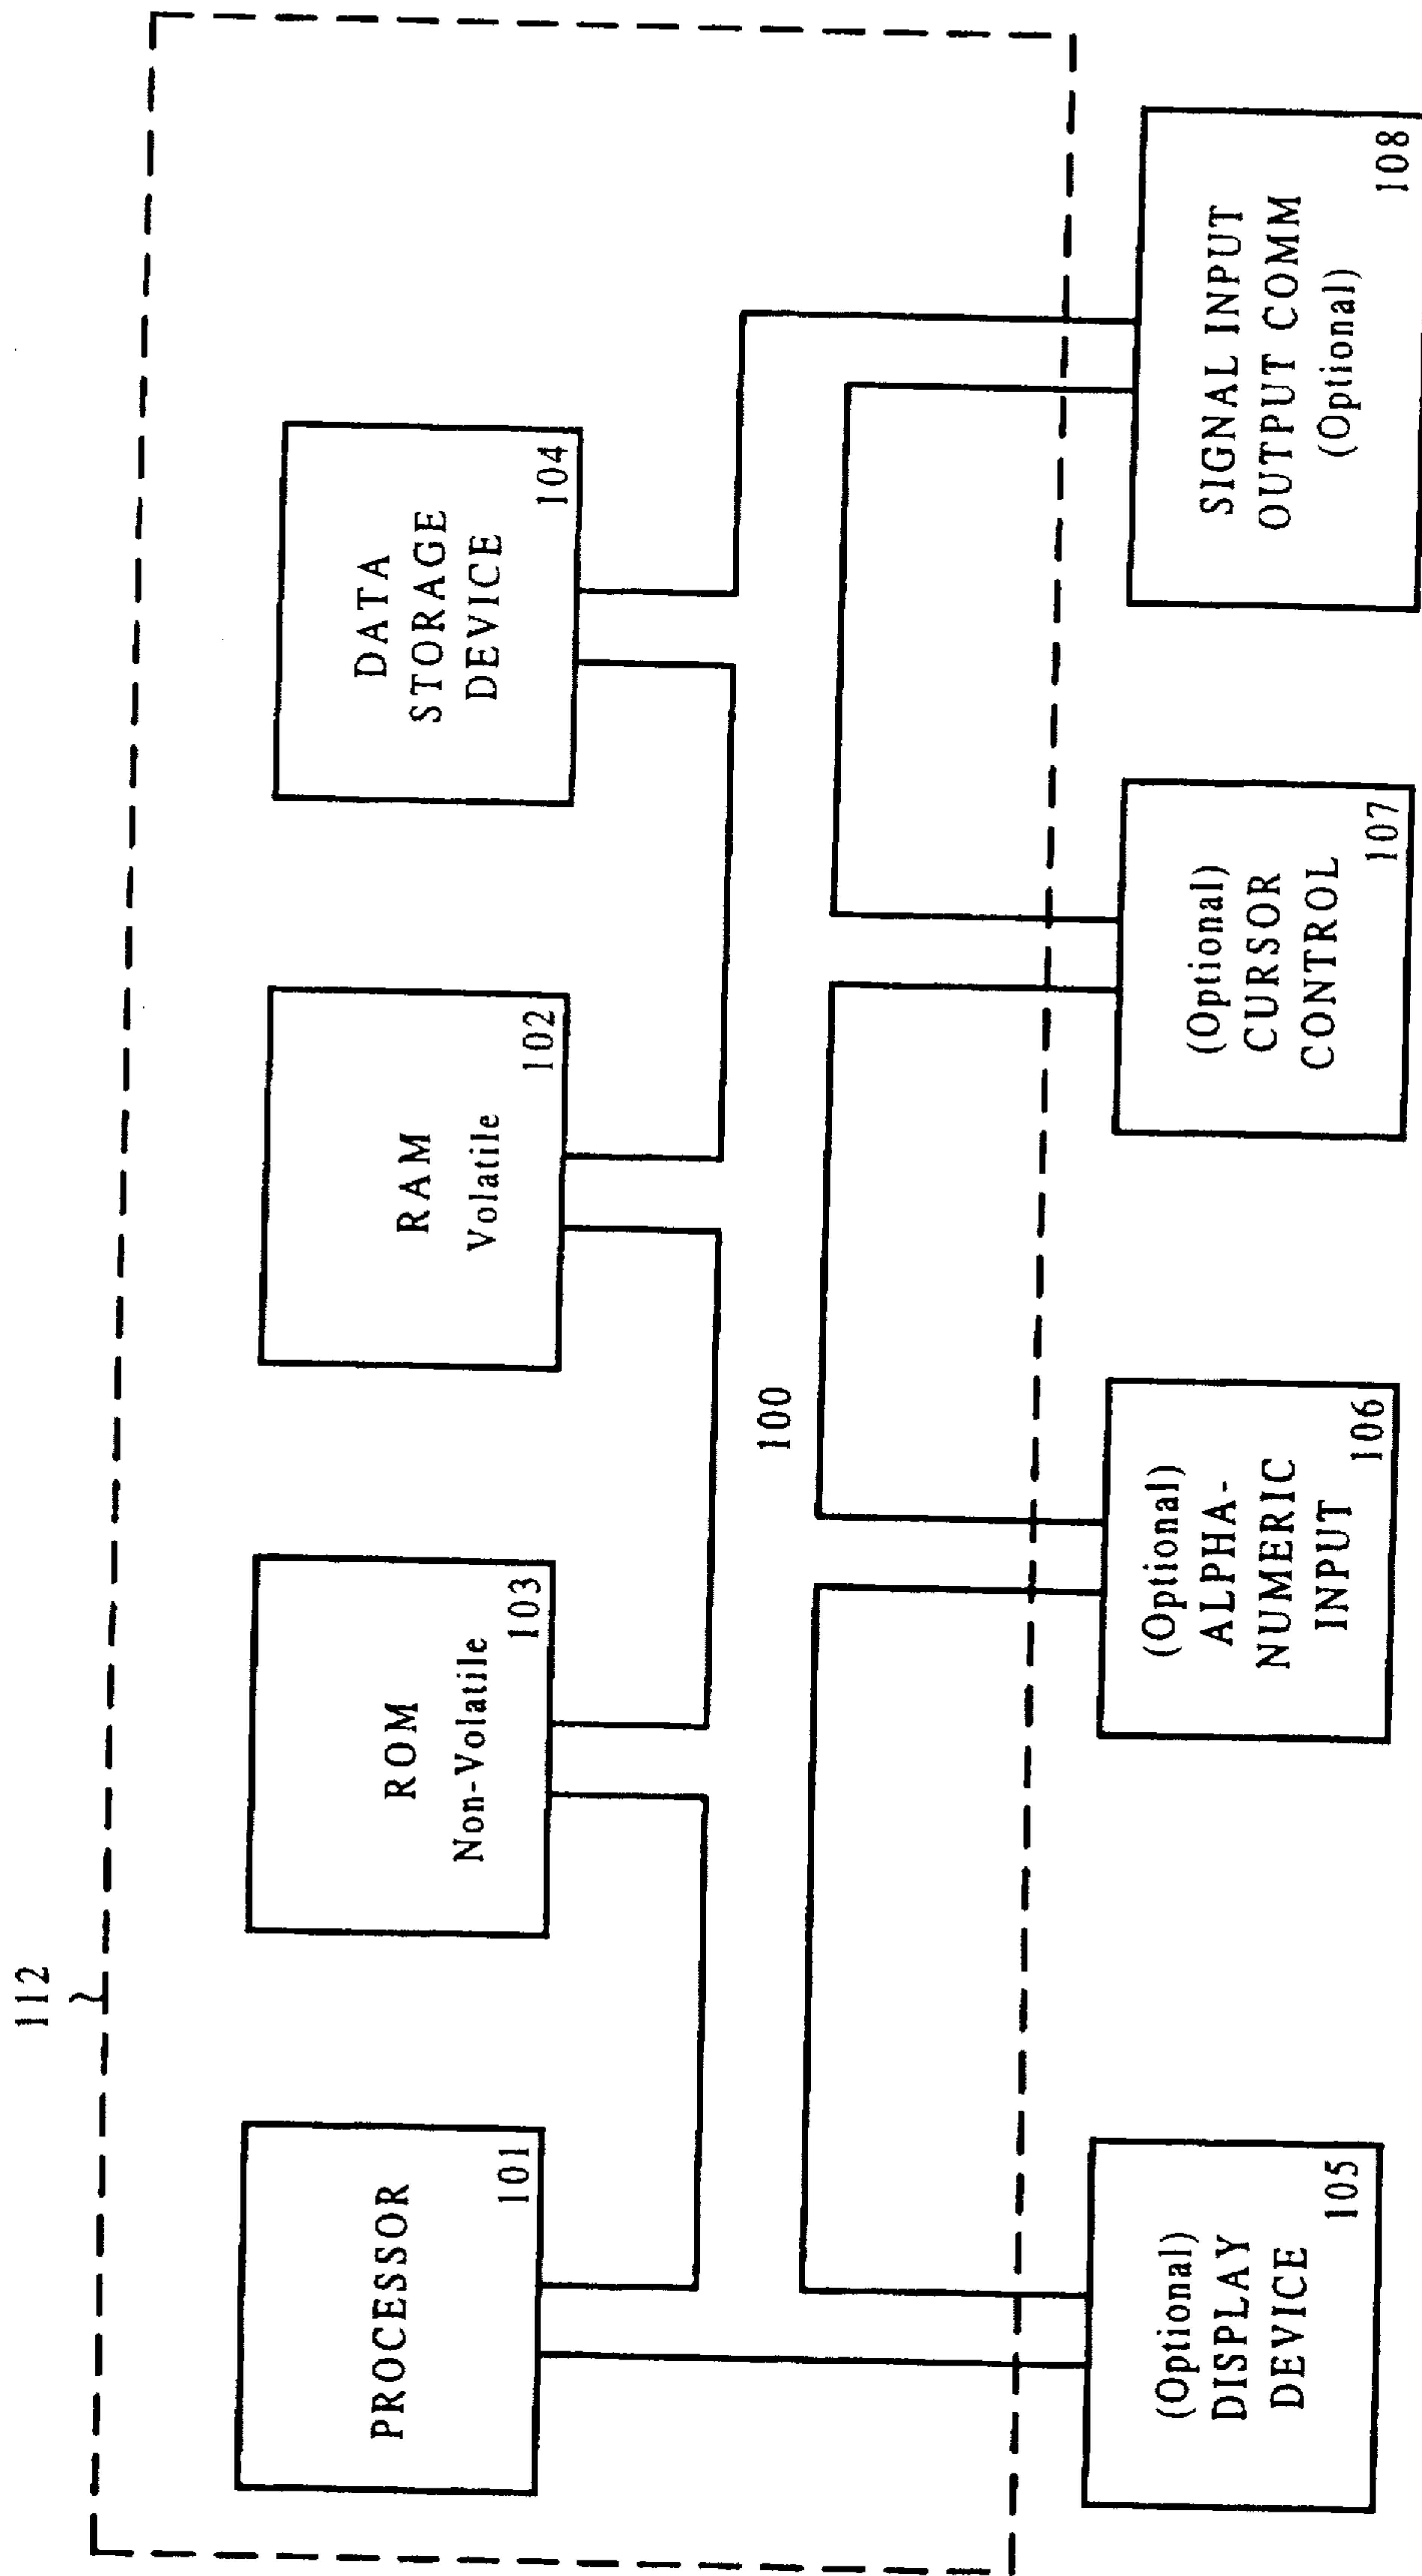 112
PROCESSOR
101
ROM
Non-Volatile
103
RAM
Volatile
102
DATA
STORAGE
DEVICE
104
100
(Optional)
DISPLAY
DEVICE
105
(Optional)
ALPHA-
NUMERIC
INPUT
106
(Optional)
CURSOR
CONTROL
107
SIGNAL INPUT
OUTPUT COMM
(Optional)
108